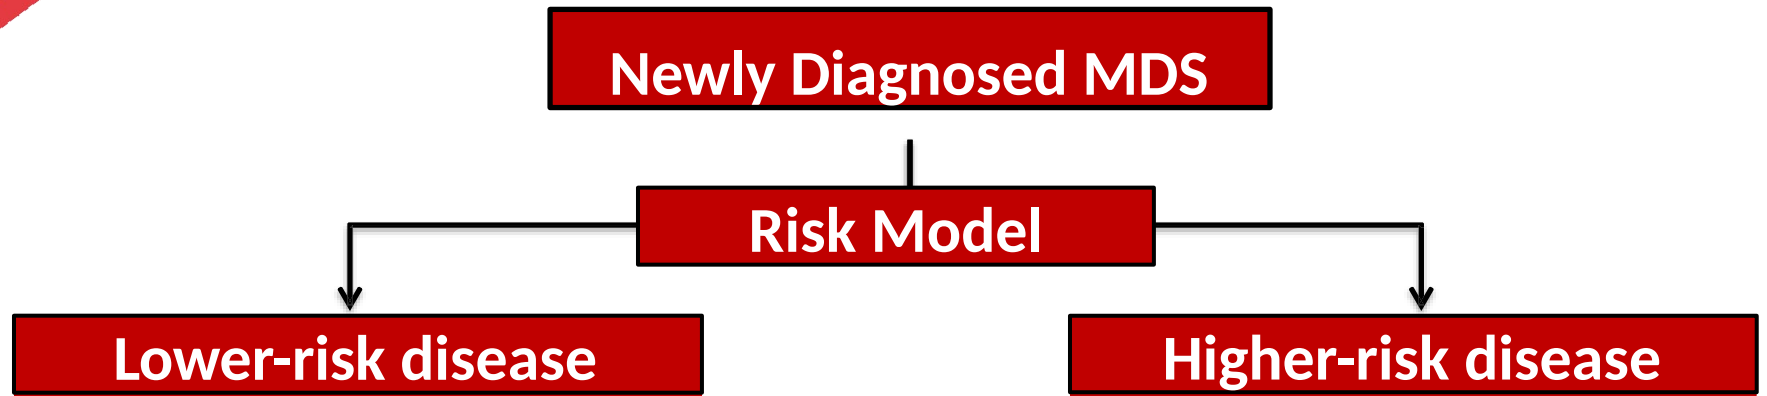 Newly Diagnosed MDS
Risk Model
Lower-risk disease
Higher-risk disease